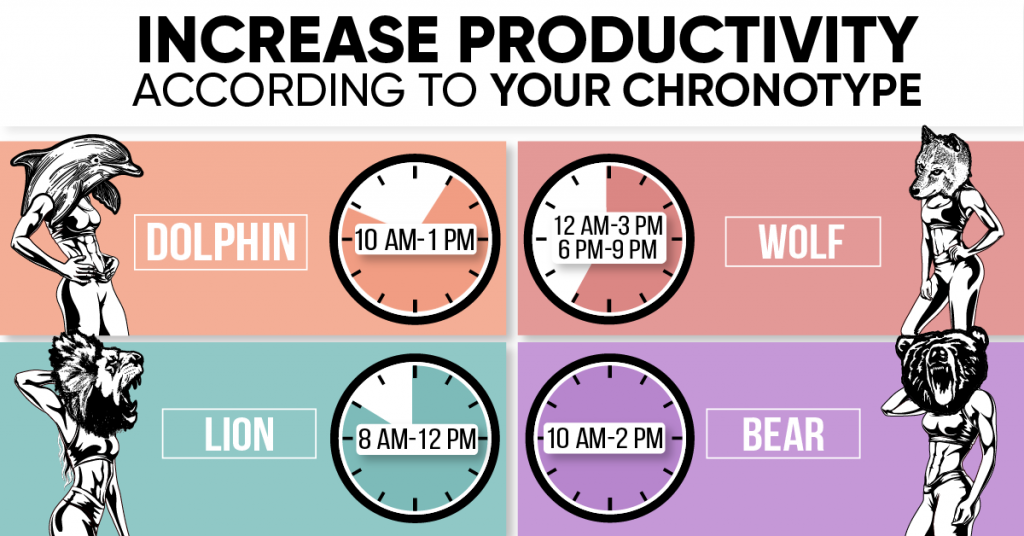 INCREASE PRODUCTIVITY
ACCORDING TO YOUR CHRONOTYPE
DOLPHIN
10 AM-1 PM
12 AM-3 PM
6 PM-9 PM
WOLF
LION
8 AM-12 PM
10 AM-2 PM
BEAR